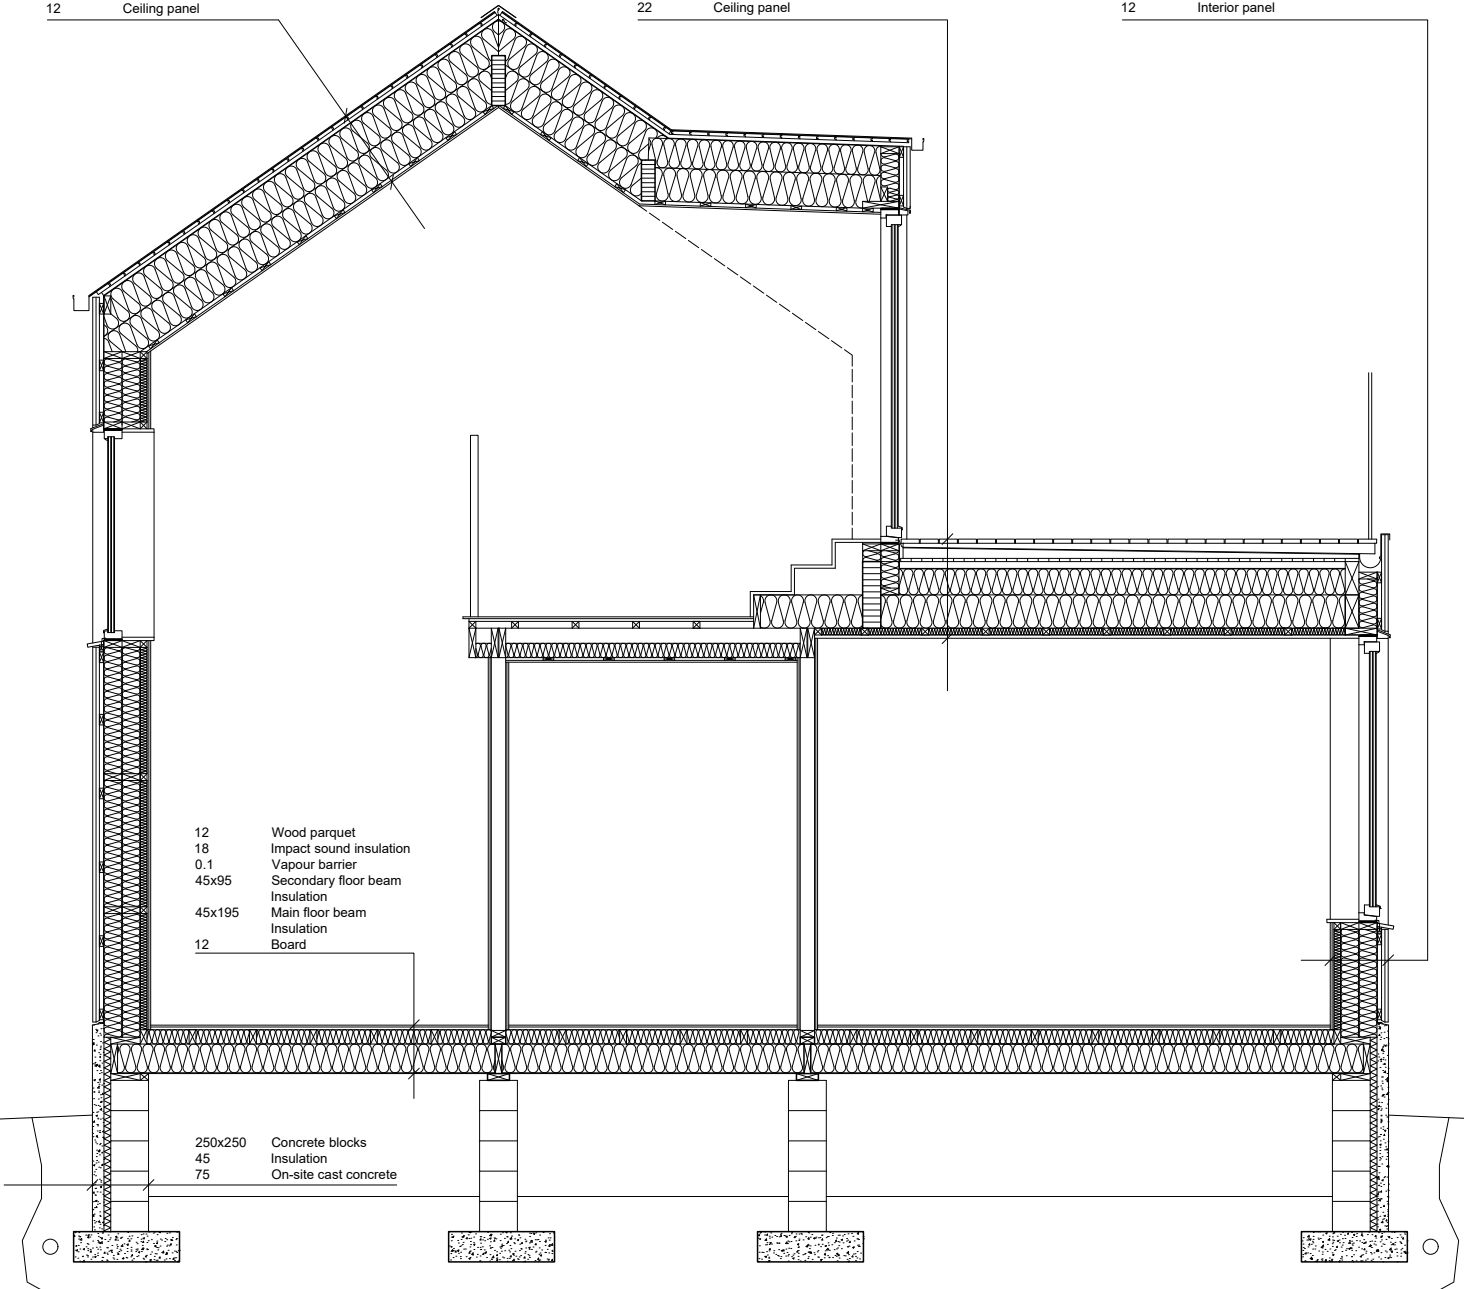 12 Ceiling panel
22 Ceiling panel
12 Interior panel
12 Wood parquet
18 Impact sound insulation
0.1 Vapour barrier
45x95 Secondary floor beam
Insulation
45x195 Main floor beam
Insulation
12 Board
250x250 Concrete blocks
45 Insulation
75 On-site cast concrete